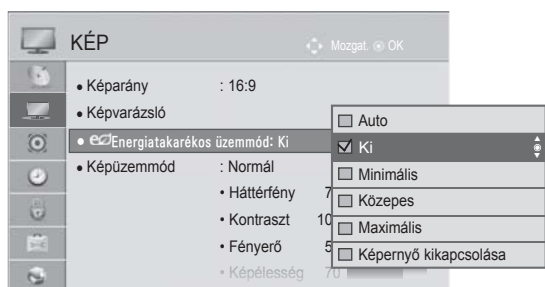 KÉP
Mozgat. OK
• Képarány : 16:9
• Képvarázsló
• Energiatakarékos üzemmód: Ki
• Képüzemmód : Normál
• Háttérfény 7
• Kontraszt 10
• Fényerő 5
• Képélesség 70
Auto
Ki
Minimális
Közepes
Maximális
Képernyő kikapcsolása